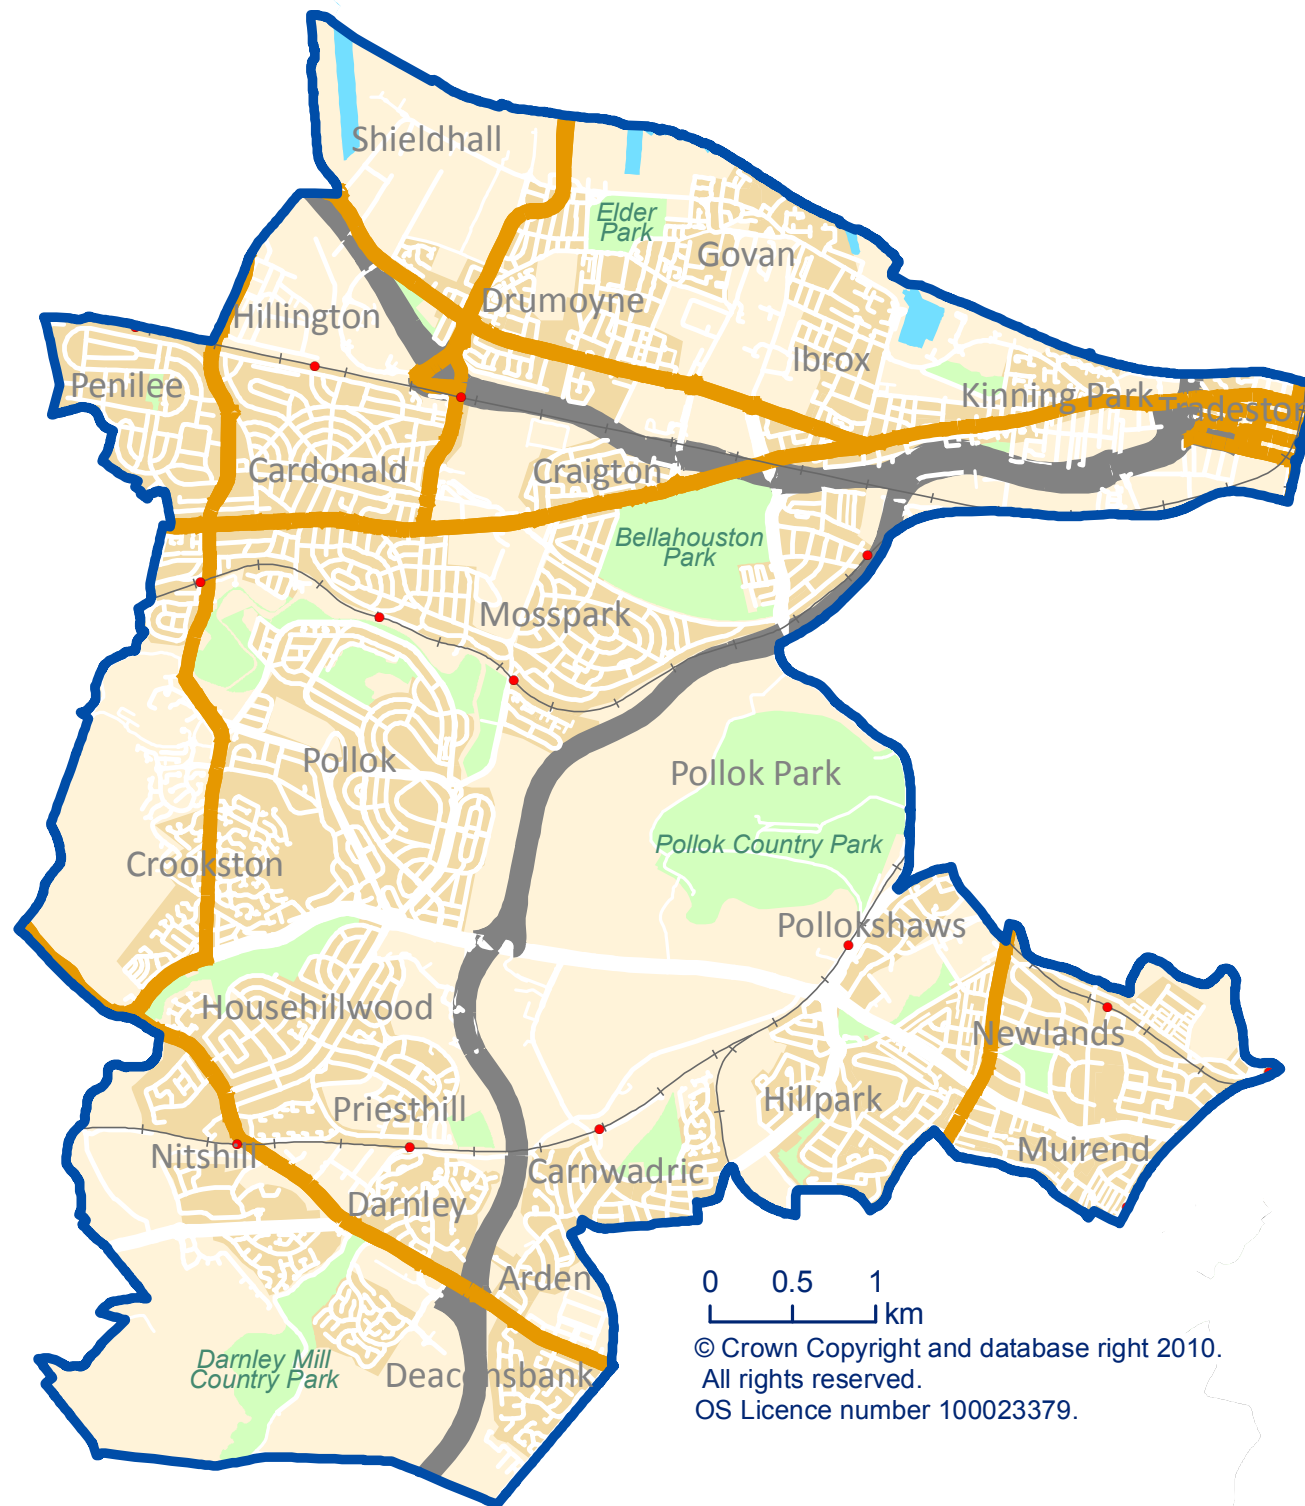 Shieldhall
Elder
Park
Govan
Hillington
Drumoyne
Ibrox
Penilee
Kinning Park
Tradeston
Cardonald
Craigton
Bellahouston
Park
Mosspark
Pollok
Pollok Park
Pollok Country Park
Crookston
Pollokshaws
Househillwood
Newlands
Priesthill
Hillpark
Nitshill
Muirend
Carnwadric
Darnley
Arden
0 0.5 1
km
© Crown Copyright and database right 2010.
All rights reserved.
OS Licence number 100023379.
Darnley Mill
Country Park
Deaconsbank